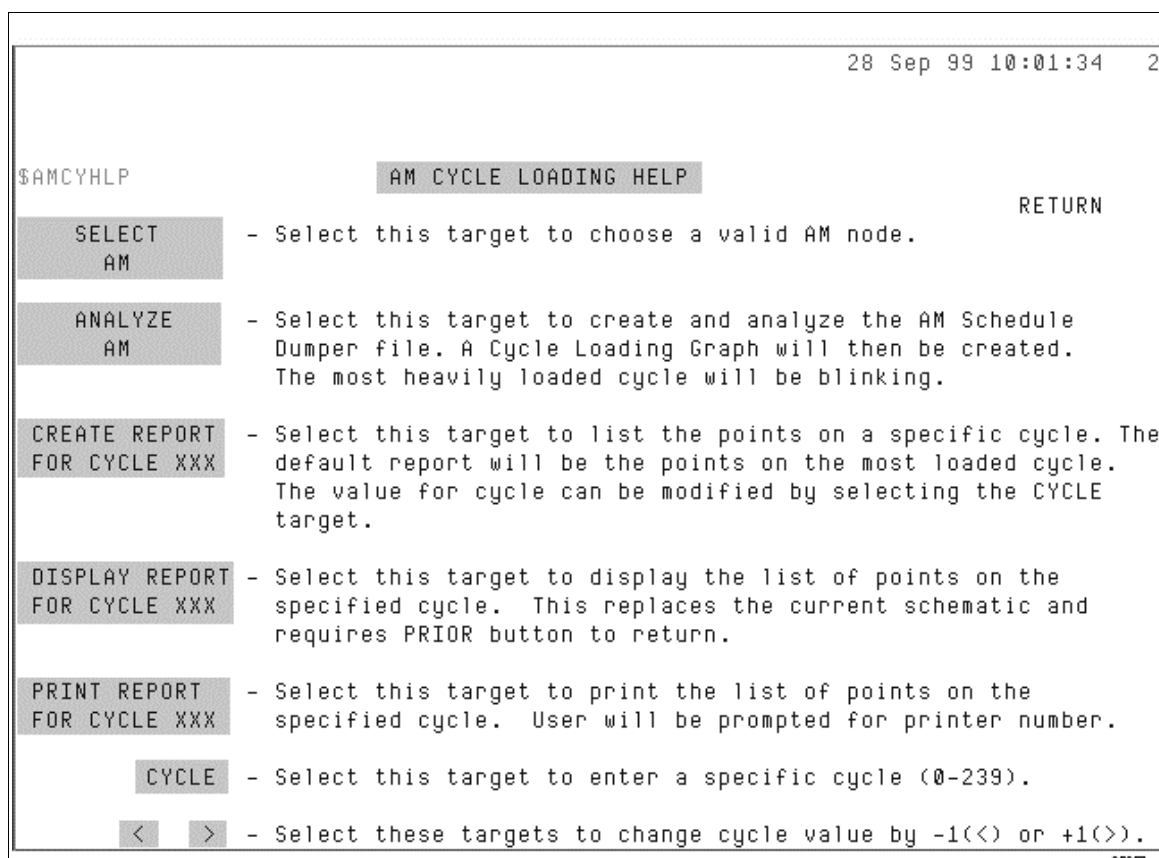 28 Sep 99 10:01:34 2
$AMCYHLP AM CYCLE LOADING HELP
RETURN
SELECT - Select this target to choose a valid AM node.
AM
ANALYZE - Select this target to create and analyze the AM Schedule
AM Dumper file. A Cycle Loading Graph will then be created.
The most heavily loaded cycle will be blinking.
CREATE REPORT - Select this target to list the points on a specific cycle. The
FOR CYCLE XXX default report will be the points on the most loaded cycle.
The value for cycle can be modified by selecting the CYCLE
target.
DISPLAY REPORT - Select this target to display the list of points on the
FOR CYCLE XXX specified cycle. This replaces the current schematic and
requires PRIOR button to return.
PRINT REPORT - Select this target to print the list of points on the
FOR CYCLE XXX specified cycle. User will be prompted for printer number.
CYCLE - Select this target to enter a specific cycle (0-239).
< > - Select these targets to change cycle value by -1(<) or +1(>).